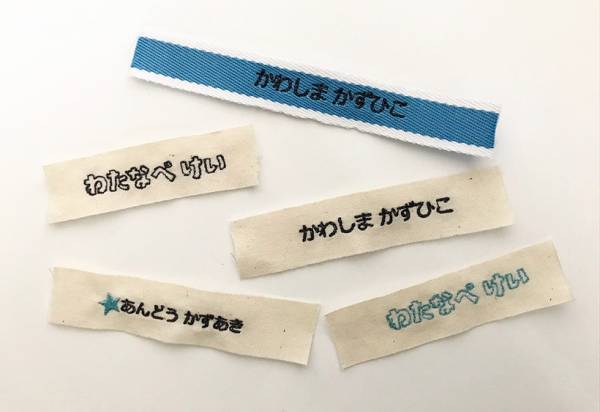 かわしま かずひこ
わたなべ けい
かわしま かずひこ
★あんどう かずあき
わたなべ けい